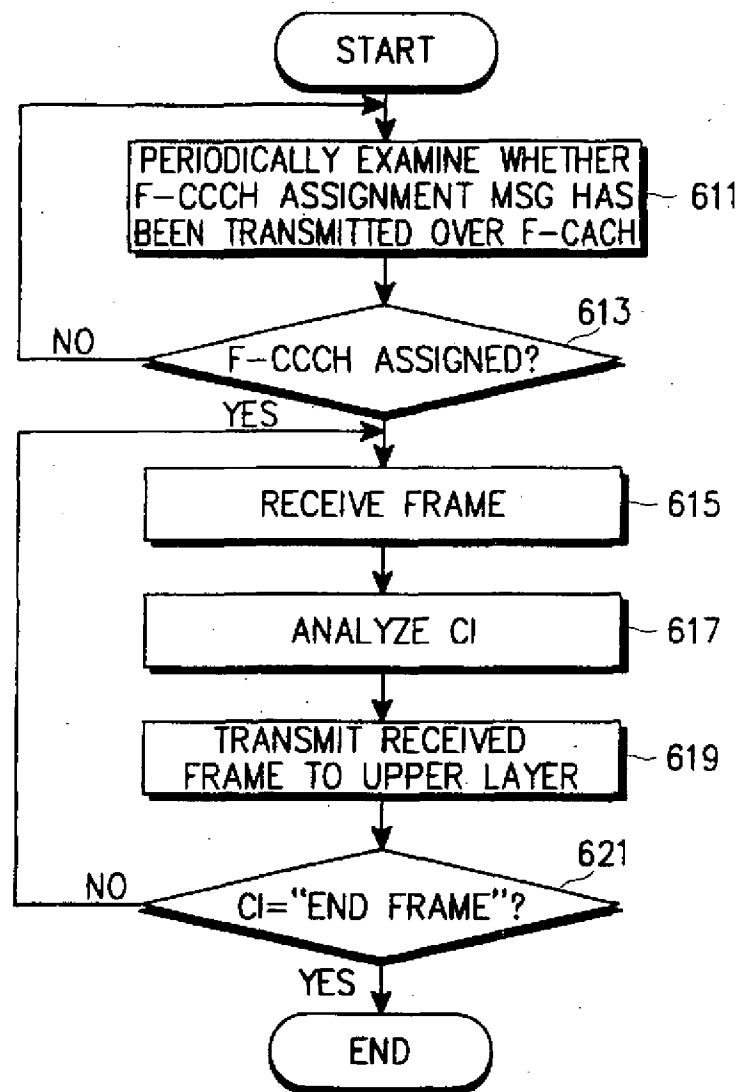 START
PERIODICALLY EXAMINE WHETHER
F-CCCH ASSIGNMENT MSG HAS
BEEN TRANSMITTED OVER F-CACH
611
613
NO
F-CCCH ASSIGNED?
YES
RECEIVE FRAME
615
ANALYZE CI
617
TRANSMIT RECEIVED
FRAME TO UPPER LAYER
619
621
NO
CI="END FRAME"?
YES
END